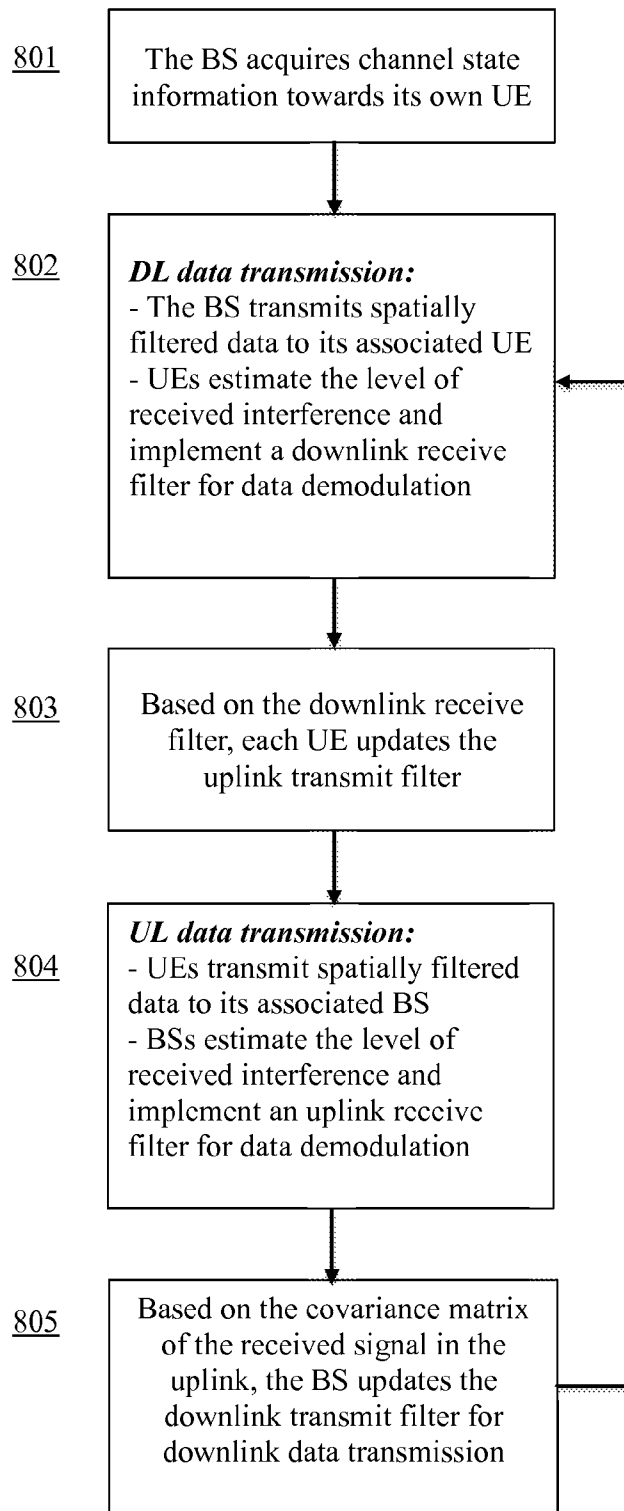 801
The BS acquires channel state
information towards its own UE
802
DL data transmission:
- The BS transmits spatially
filtered data to its associated UE
- UEs estimate the level of
received interference and
implement a downlink receive
filter for data demodulation
803
Based on the downlink receive
filter, each UE updates the
uplink transmit filter
804
UL data transmission:
- UEs transmit spatially filtered
data to its associated BS
- BSs estimate the level of
received interference and
implement an uplink receive
filter for data demodulation
805
Based on the covariance matrix
of the received signal in the
uplink, the BS updates the
downlink transmit filter for
downlink data transmission